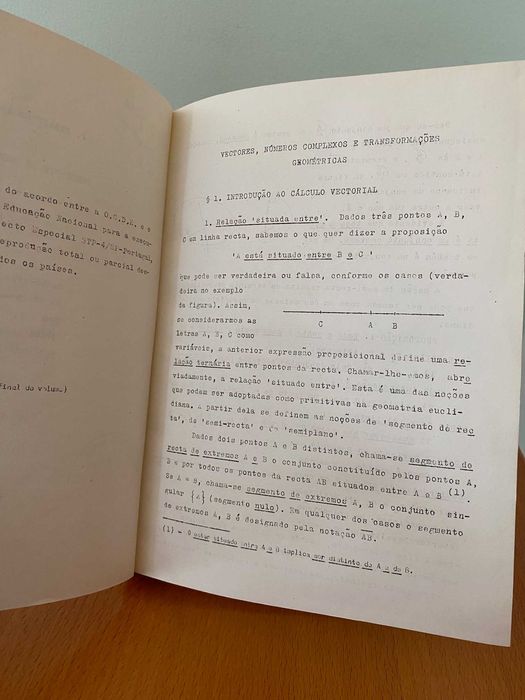 do acordo entre a O.C.D.E. e o
Educação Nacional para a execu-
ecto Especial STP-4/SP-Portugal,
eprodução total ou parcial des-
dos os países.
final do volume.)
VECTORES, NÚMEROS COMPLEXOS E TRANSFORMAÇÕES
GEOMÉTRICAS
§ 1. INTRODUÇÃO AO CÁLCULO VECTORIAL
1. Relação 'situada entre'. Dados três pontos A, B,
C em linha recta, sabemos o que quer dizer a proposição
'A está situado entre B e C'
que pode ser verdadeira ou falsa, conforme os casos (verda-
deira no exemplo
da figura). Assim,
se considerarmos as
letras A, B, C como
C A B
variáveis, a anterior expressão proposicional define uma re-
lação ternária entre pontos da recta. Chamar-lhe-emos, abre
viadamente, a relação 'situado entre'. Esta é uma das noções
que podem ser adoptadas como primitivas na geometria eucli-
diana. A partir dela se definem as noções de 'segmento de rec
ta', de 'semi-recta' e de 'semiplano'.
Dados dois pontos A e B distintos, chama-se segmento de
recta de extremos A e B o conjunto constituído pelos pontos A,
B e por todos os pontos da recta AB situados entre A e B (1).
Se A = B, chama-se segmento de extremos A, B o conjunto sin-
gular {A} (segmento nulo). Em qualquer dos casos o segmento
de extremos A, B é designado pela notação AB.
(1) - O estar situado entre A e B implica ser distinto de A e de B.